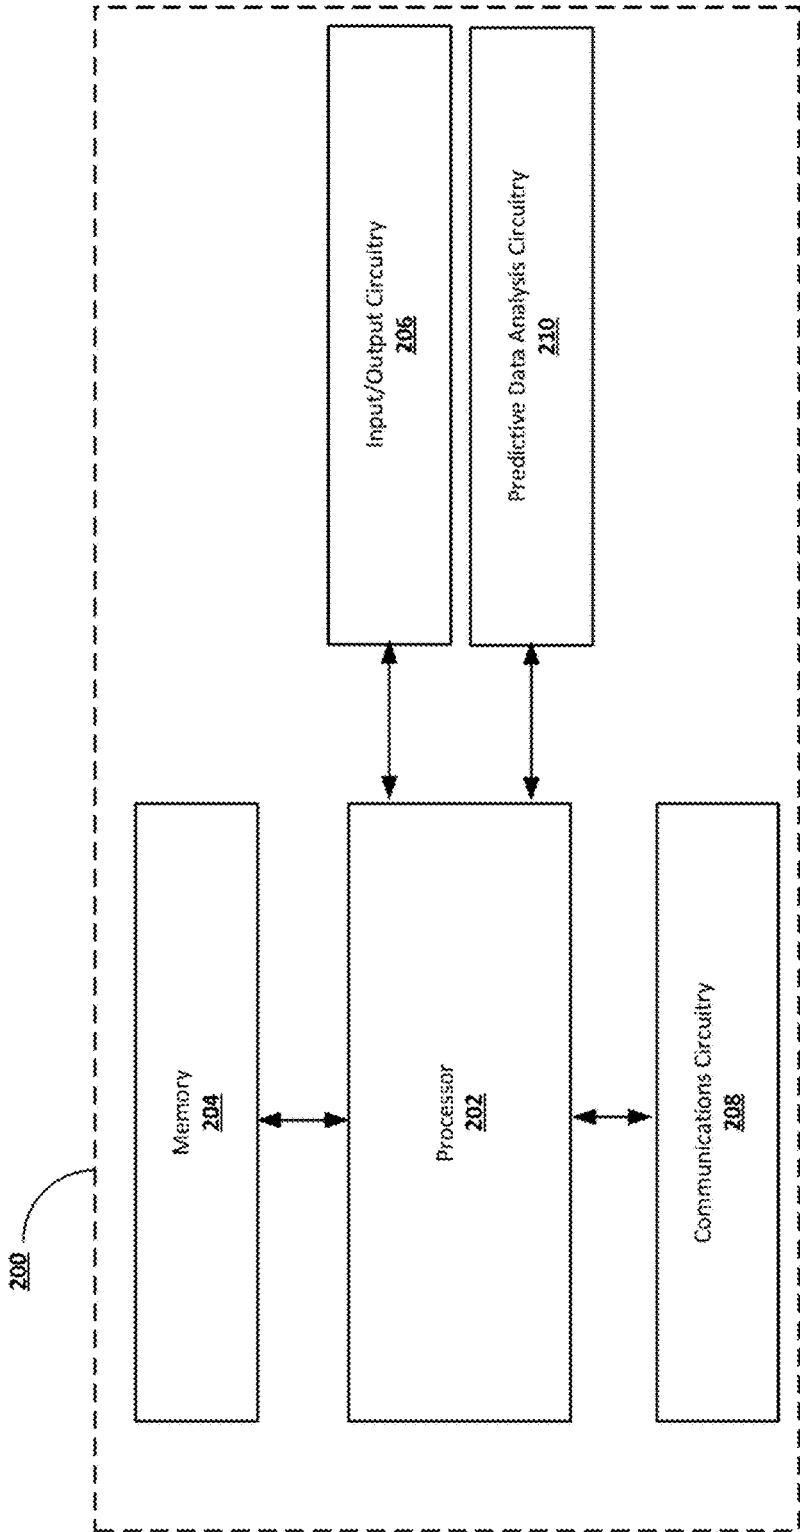 200
Memory
204
Processor
202
Communications Circuitry
208
Input/Output Circuitry
206
Predictive Data Analysis Circuitry
210